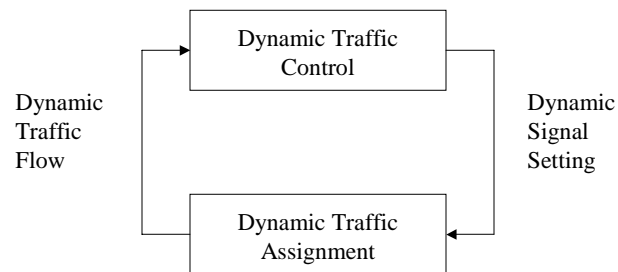 Dynamic Traffic
Control
Dynamic
Traffic
Flow
Dynamic
Signal
Setting
Dynamic Traffic
Assignment